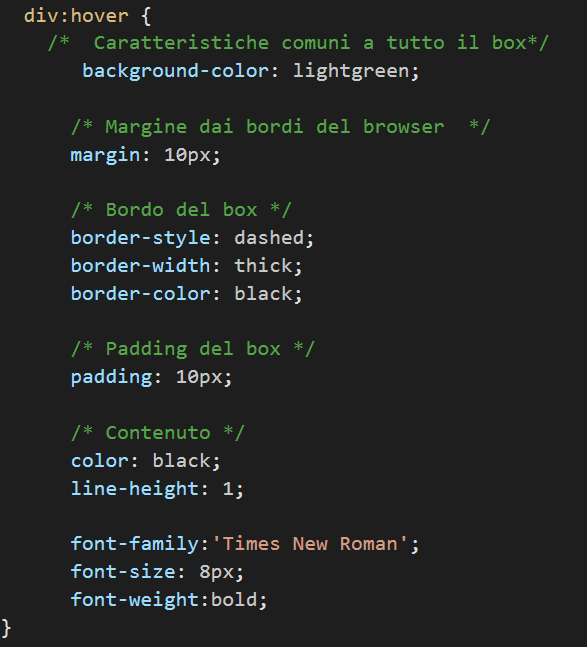 div:hover {
/*  Caratteristiche comuni a tutto il box*/
background-color: lightgreen;
/* Margine dai bordi del browser  */
margin: 10px;
/* Bordo del box */
border-style: dashed;
border-width: thick;
border-color: black;
/* Padding del box */
padding: 10px;
/* Contenuto */
color: black;
line-height: 1;
font-family:'Times New Roman';
font-size: 8px;
font-weight:bold;
}